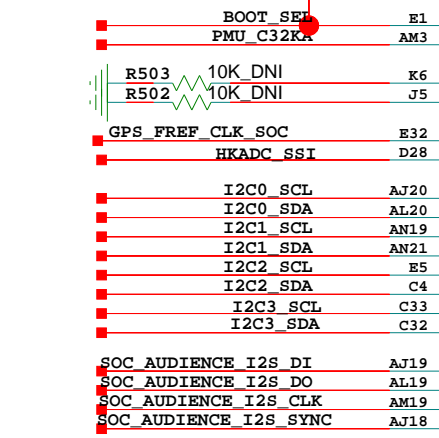 BOOT_SEL E1
PMU_C32KA AM3
R503 10K_DNI K6
R502 10K_DNI J5
GPS_FREF_CLK_SOC E32
HKADC_SSI D28
I2C0_SCL AJ20
I2C0_SDA AL20
I2C1_SCL AN19
I2C1_SDA AN21
I2C2_SCL E5
I2C2_SDA C4
I2C3_SCL C33
I2C3_SDA C32
SOC_AUDIENCE_I2S_DI AJ19
SOC_AUDIENCE_I2S_DO AL19
SOC_AUDIENCE_I2S_CLK AM19
SOC_AUDIENCE_I2S_SYNC AJ18